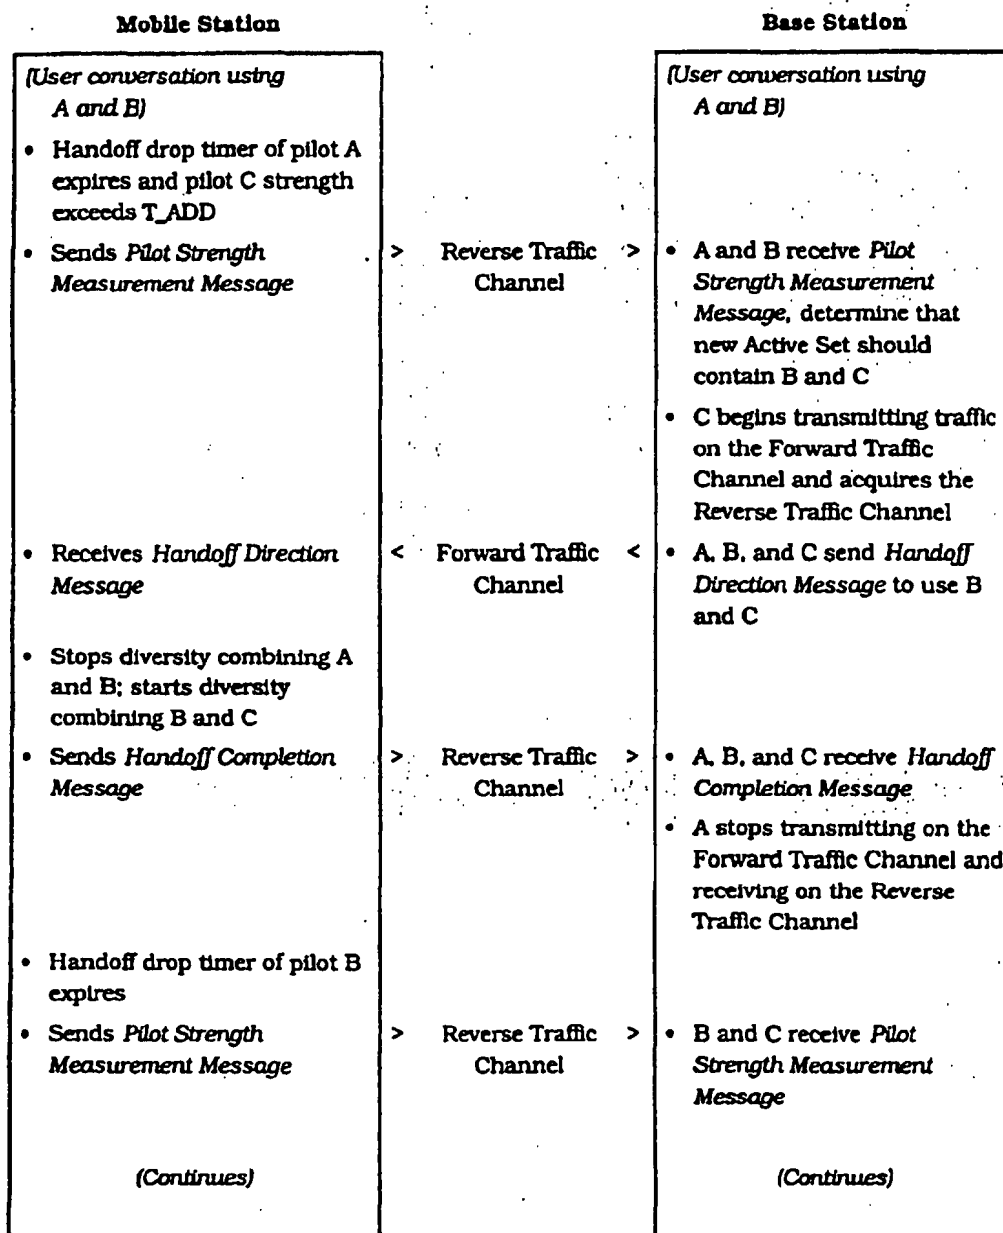 Mobile Station
Base Station
(User conversation using
A and B)
(User conversation using
A and B)
• Handoff drop timer of pilot A
expires and pilot C strength
exceeds T_ADD
• Sends Pilot Strength
Measurement Message
> Reverse Traffic >
Channel
• A and B receive Pilot
Strength Measurement
Message, determine that
new Active Set should
contain B and C
• C begins transmitting traffic
on the Forward Traffic
Channel and acquires the
Reverse Traffic Channel
• Receives Handoff Direction
Message
< Forward Traffic <
Channel
• A, B, and C send Handoff
Direction Message to use B
and C
• Stops diversity combining A
and B; starts diversity
combining B and C
• Sends Handoff Completion
Message
> Reverse Traffic >
Channel
• A, B, and C receive Handoff
Completion Message
• A stops transmitting on the
Forward Traffic Channel and
receiving on the Reverse
Traffic Channel
• Handoff drop timer of pilot B
expires
• Sends Pilot Strength
Measurement Message
> Reverse Traffic >
Channel
• B and C receive Pilot
Strength Measurement
Message
(Continues)
(Continues)